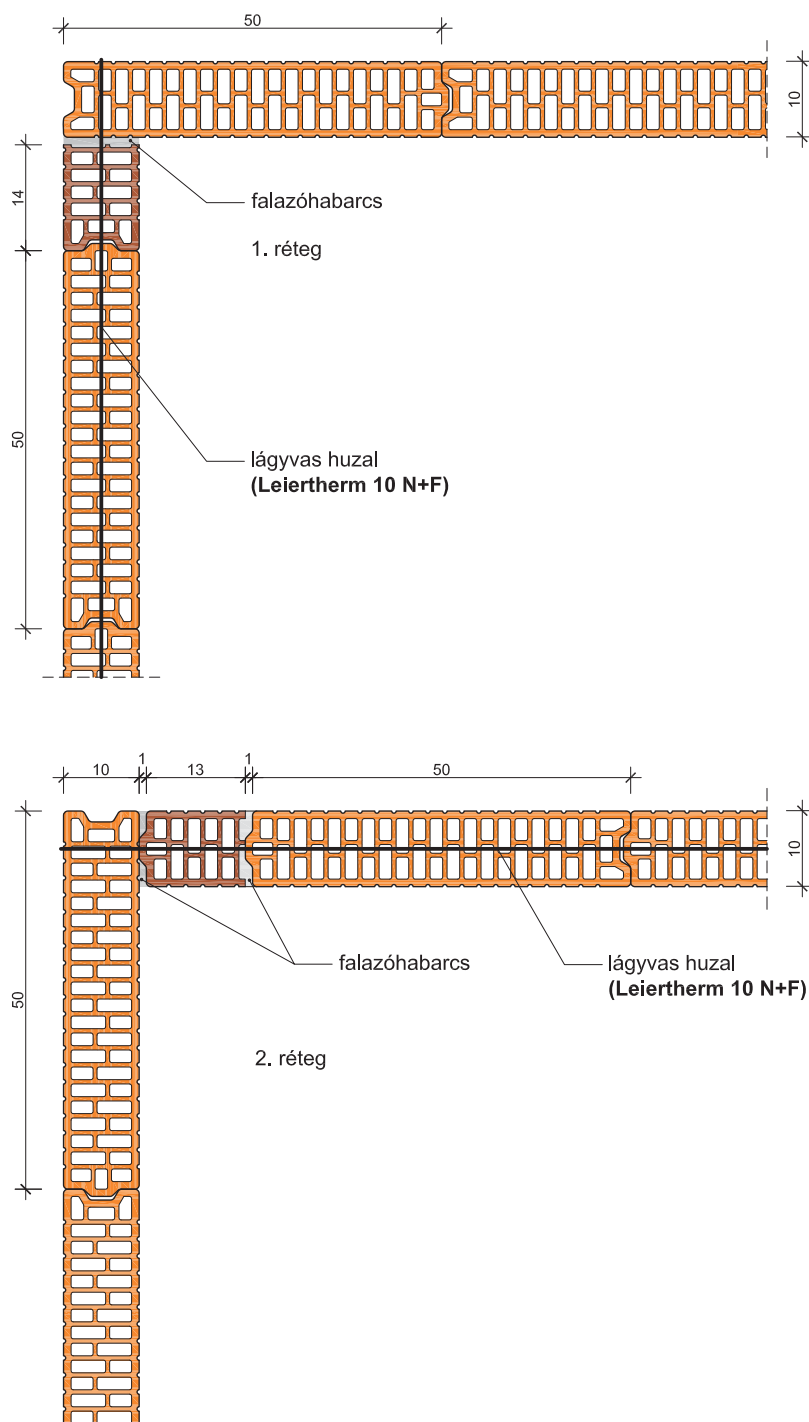 50
10
14
falazóhabarcs
1. réteg
50
lágyvas huzal
(Leiertherm 10 N+F)
10
1
13
1
50
10
50
falazóhabarcs
lágyvas huzal
(Leiertherm 10 N+F)
2. réteg